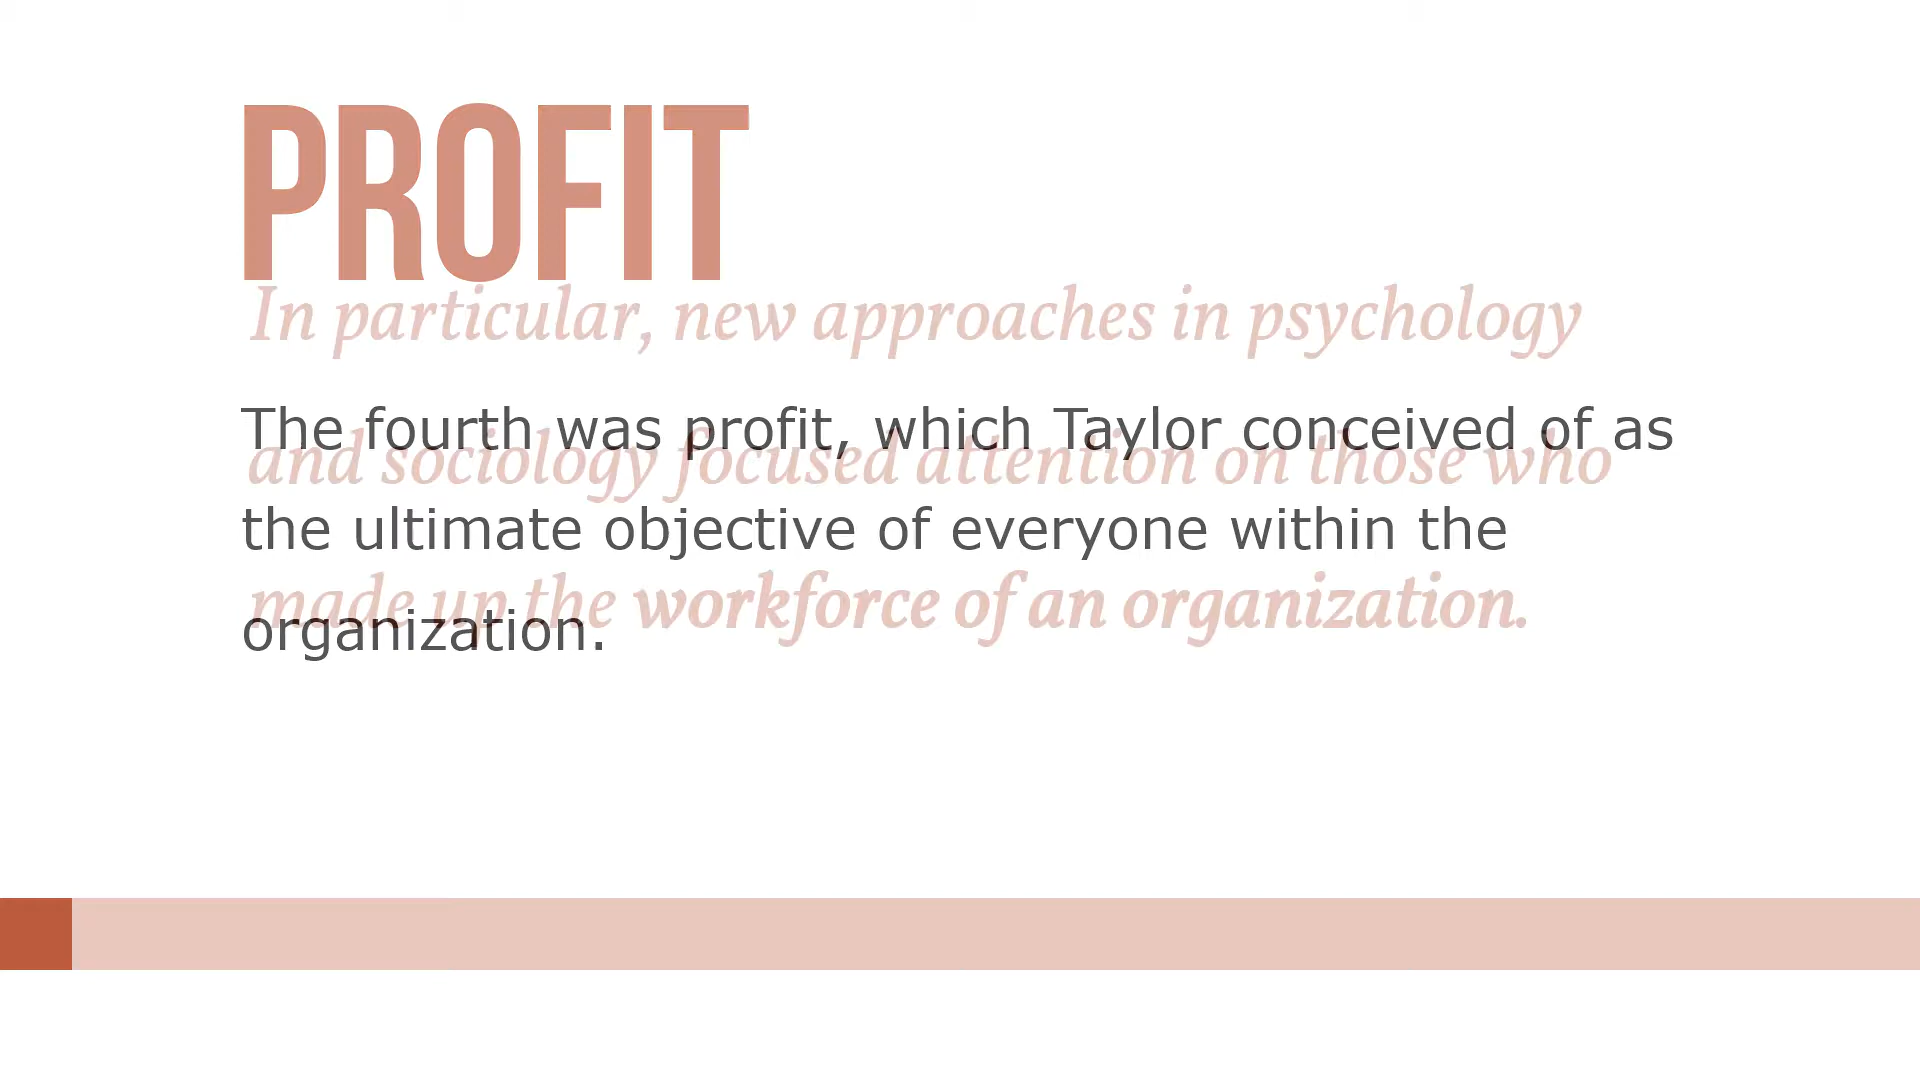 PROFIT
In particular, new approaches in psychology
The fourth was profit, which Taylor conceived of as
and sociology focused attention on those who
the ultimate objective of everyone within the
made up the workforce of an organization.
organization.